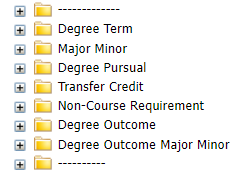 -------------
Degree Term
Major Minor
Degree Pursual
Transfer Credit
Non-Course Requirement
Degree Outcome
Degree Outcome Major Minor
----------